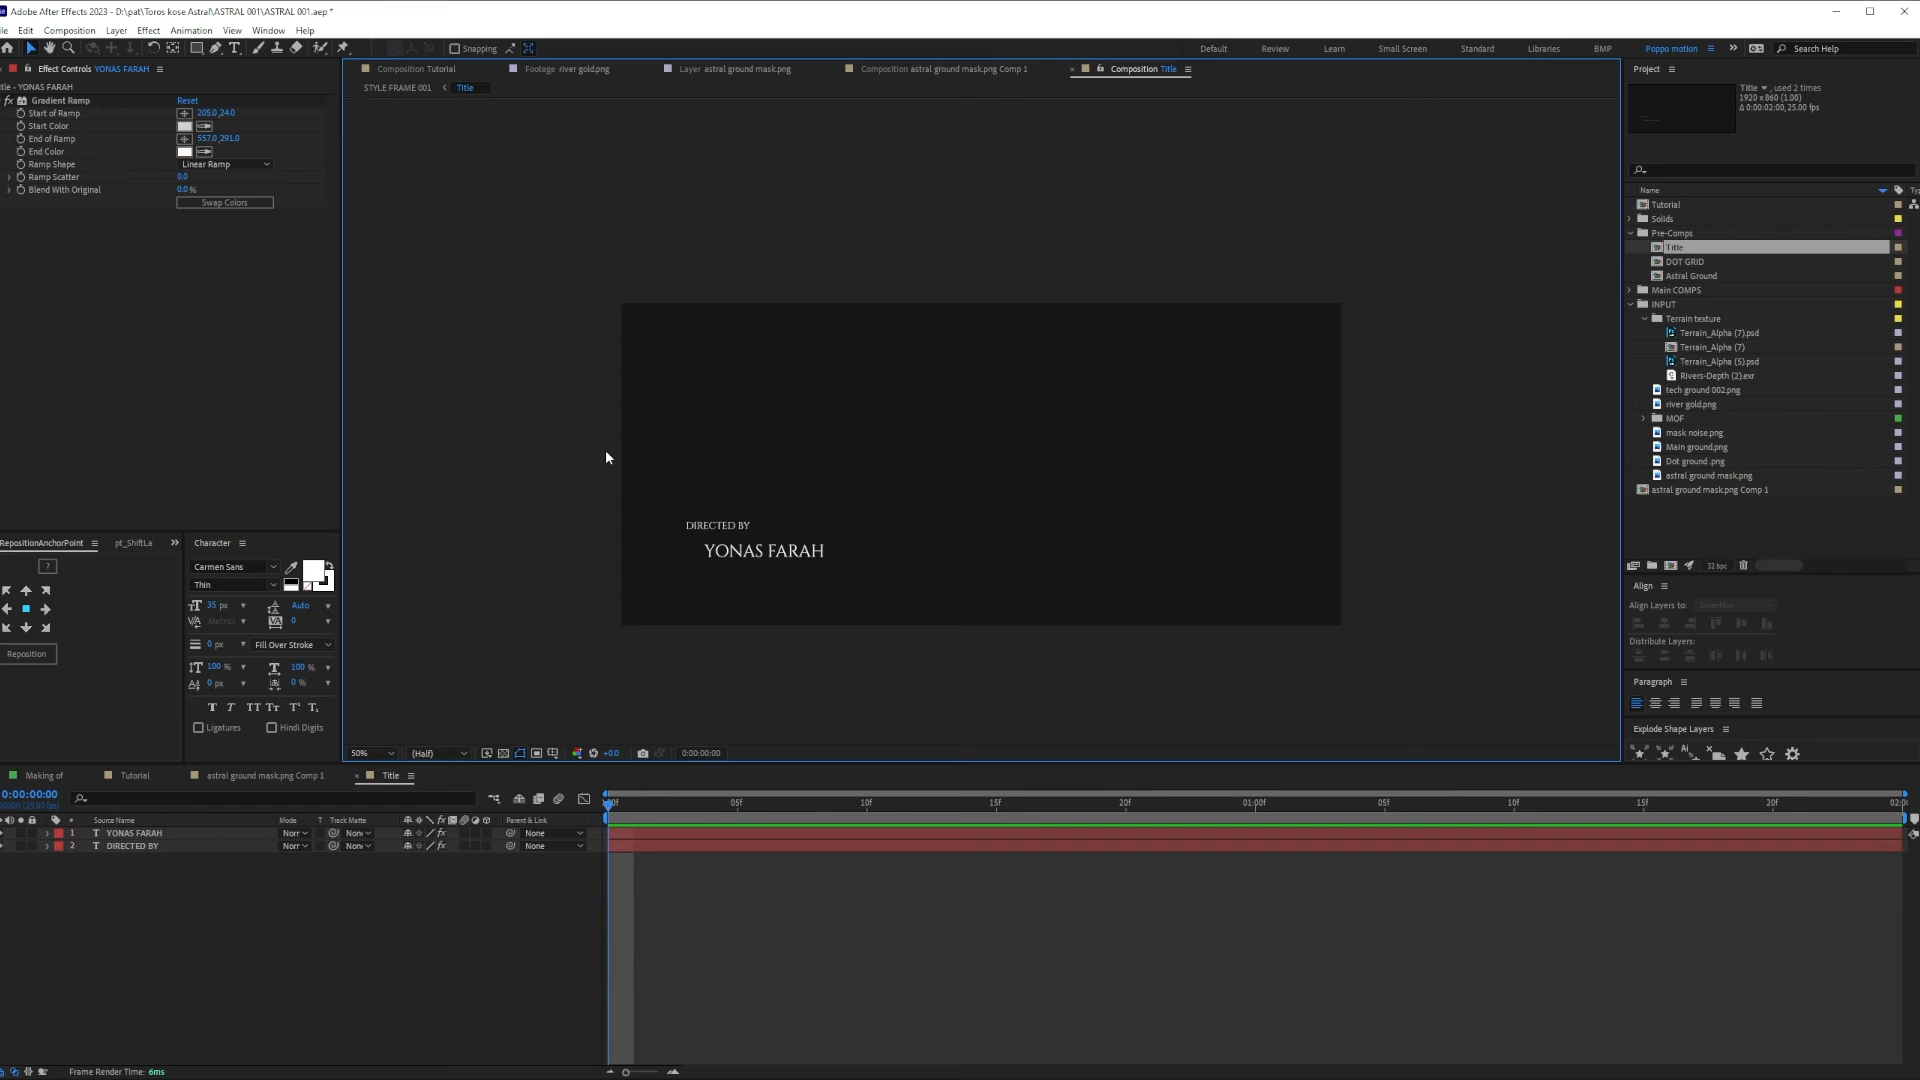 Adobe After Effects 2023 - D:\pat\Toros kose Astral\ASTRAL 001\ASTRAL 001.aep *
Edit Composition Layer Effect Animation View Window Help
Snapping
Default Review Learn Small Screen Standard Libraries BMP Poppo motion Search Help
Effect Controls YONAS FARAH
Composition Tutorial
Footage river gold.png
Layer astral ground mask.png
Composition astral ground mask.png Comp 1
Composition Title
Project
YONAS FARAH
STYLE FRAME 001 Title
Title , used 2 times
1920 x 860 (1.00)
Δ 0:00:02:00, 25.00 fps
fx Gradient Ramp Reset
Start of Ramp 205.0,24.0
Start Color
End of Ramp 557.0,291.0
End Color
Ramp Shape Linear Ramp
Ramp Scatter 0.0
Blend With Original 0.0 %
Swap Colors
Name
Tutorial
Solids
Pre-Comps
Title
DOT GRID
Astral Ground
Main COMPS
INPUT
Terrain texture
Terrain_Alpha (7).psd
Terrain_Alpha (7)
Terrain_Alpha (5).psd
Rivers-Depth (2).exr
tech ground 002.png
river gold.png
MOF
mask noise.png
Main ground.png
Dot ground .png
astral ground mask.png
astral ground mask.png Comp 1
32 bpc
DIRECTED BY
YONAS FARAH
RepositionAnchorPoint pt_ShiftLa
?
Reposition
Character
Carmen Sans
Thin
35 px Auto
Metrics 0
0 px Fill Over Stroke
100 % 100 %
0 px 0 %
Ligatures Hindi Digits
Align
Align Layers to: Selection
Distribute Layers:
Paragraph
Explode Shape Layers
50% (Half) +0.0 0:00:00:00
Making of Tutorial astral ground mask.png Comp 1 Title
0:00:00:00
05f 10f 15f 20f 01:00f 05f 10f 15f 20f
# Source Name Mode T Track Matte Parent & Link
1 T YONAS FARAH None
2 T DIRECTED BY None
Frame Render Time: 6ms